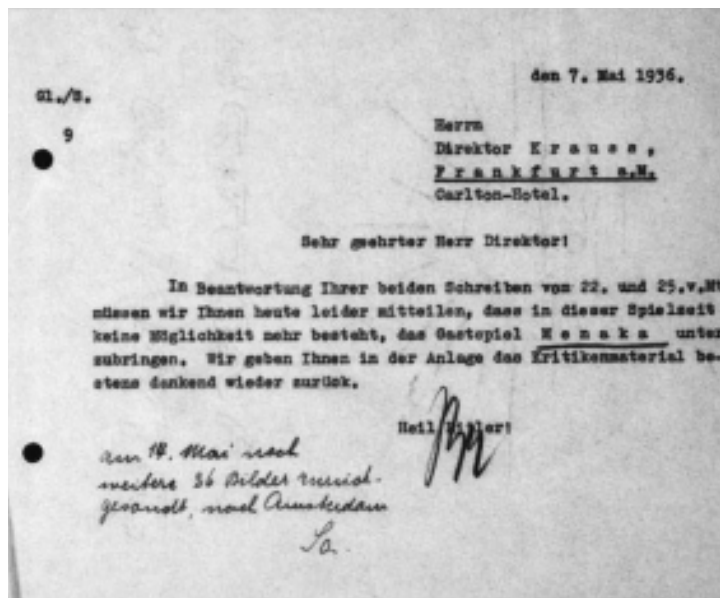 den 7. Mai 1936.
Gl./S.
9
Herrn
Direktor K r a u s s ,
F r a n k f u r t a.M.
Carlton-Hotel.
Sehr geehrter Herr Direktor!
In Beantwortung Ihrer beiden Schreiben vom 22. und 25.v.Mt
müssen wir Ihnen heute leider mitteilen, dass in dieser Spielzeit
keine Möglichkeit mehr besteht, das Gastspiel M e n a k a unter
zubringen. Wir geben Ihnen in der Anlage das Kritikenmaterial be-
stens dankend wieder zurück.
Heil Hitler!
am 14. Mai noch
weitere 36 Bilder zurück-
gesandt, nach Amsterdam
Sa.